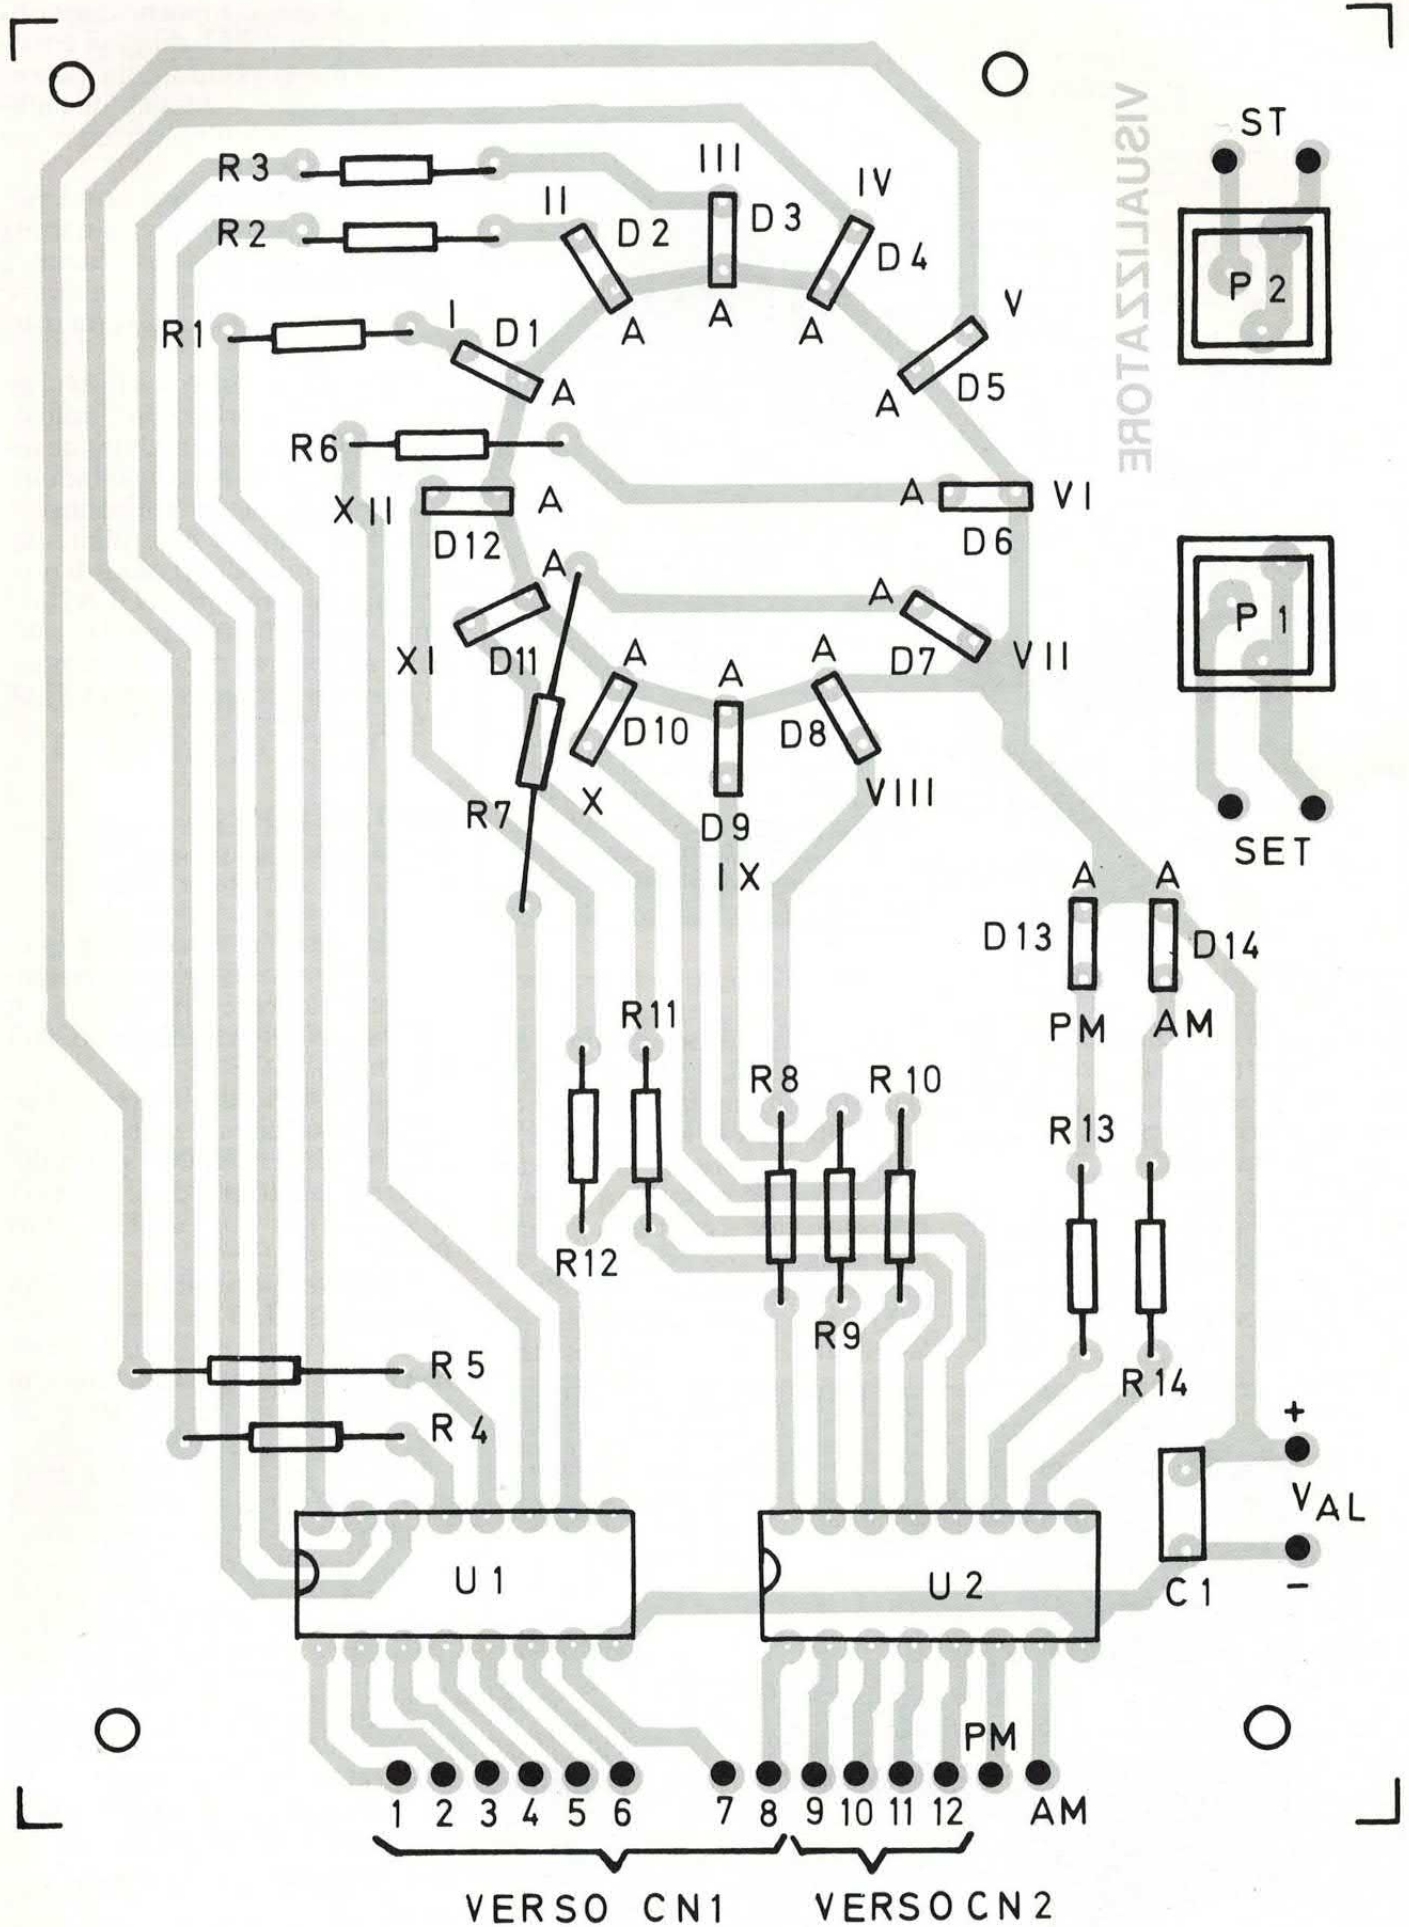 VISUALIZZATORE
ST
R3
III
IV
II
D3
R2
D2
D4
P2
A
A
A
V
R1
I
D1
D5
A
A
R6
XII
A
A
VI
D12
D6
A
A
P1
XI
D11
A
A
A
D7
VII
D10
D8
R7
X
VIII
D9
SET
IX
A
A
D13
D14
R11
PM
AM
R8
R10
R13
R12
R9
R5
R14
R4
+
VAL
U1
U2
C1
-
PM
1 2 3 4 5 6 7 8 9 10 11 12 AM
VERSO CN1 VERSO CN2